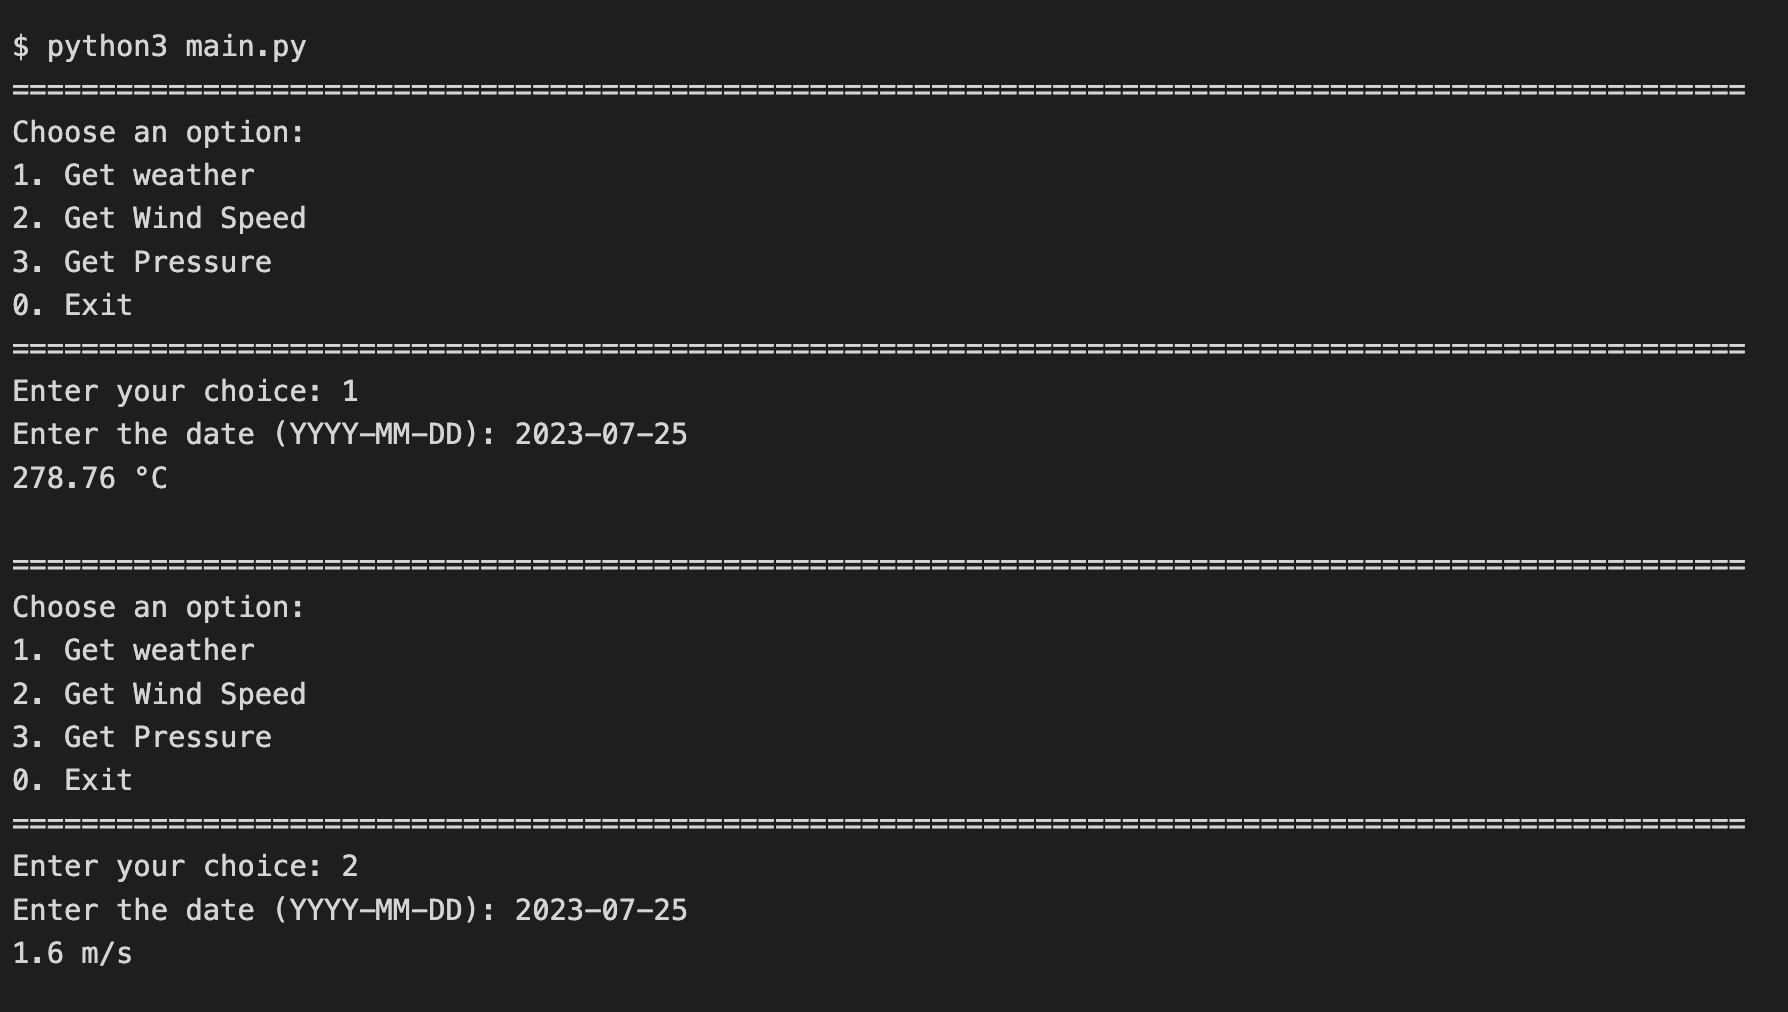 $ python3 main.py
====================================================================================================
Choose an option:
1. Get weather
2. Get Wind Speed
3. Get Pressure
0. Exit
====================================================================================================
Enter your choice: 1
Enter the date (YYYY-MM-DD): 2023-07-25
278.76 °C
====================================================================================================
Choose an option:
1. Get weather
2. Get Wind Speed
3. Get Pressure
0. Exit
====================================================================================================
Enter your choice: 2
Enter the date (YYYY-MM-DD): 2023-07-25
1.6 m/s